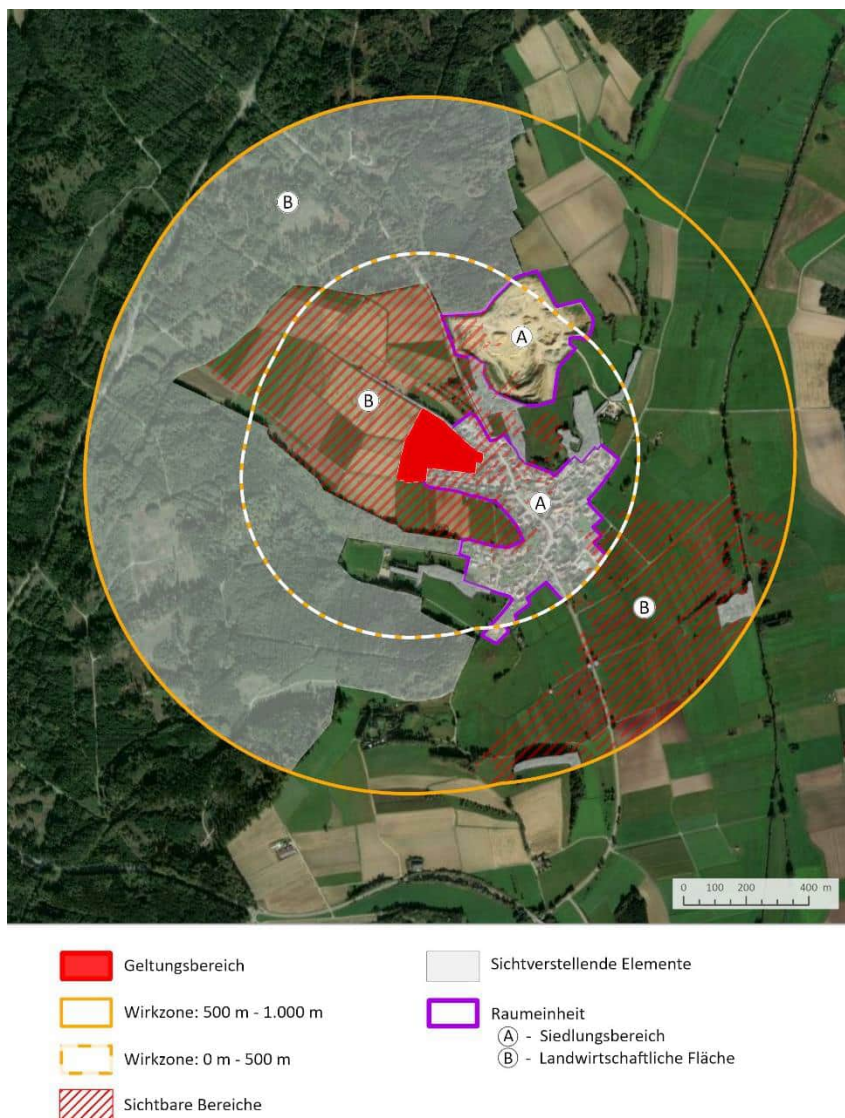 B
A
B
A
B
0 100 200 400 m
Geltungsbereich
Wirkzone: 500 m - 1.000 m
Wirkzone: 0 m - 500 m
Sichtbare Bereiche
Sichtverstellende Elemente
Raumeinheit
A - Siedlungsbereich
B - Landwirtschaftliche Fläche